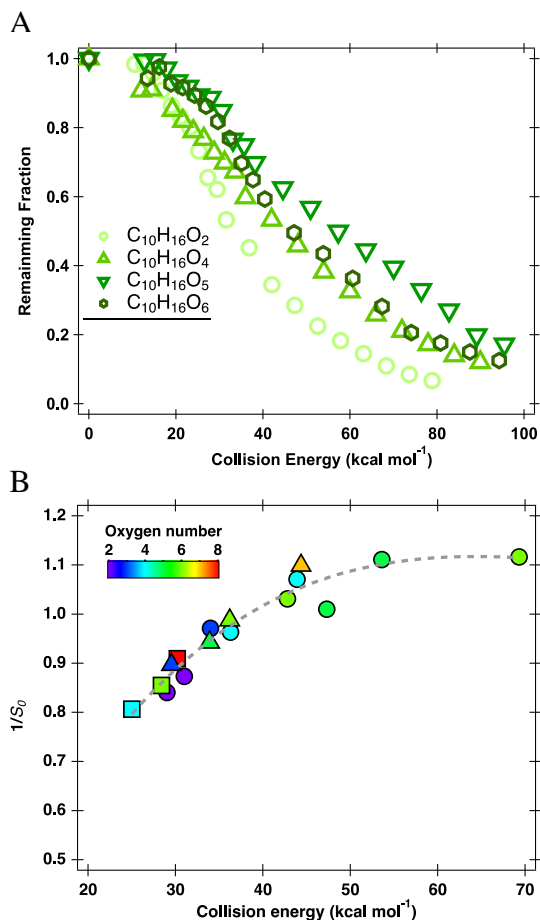 A
1.0
0.8
0.6
0.4
0.2
0.0
Remainming Fraction
C₁₀H₁₆O₂
C₁₀H₁₆O₄
C₁₀H₁₆O₅
C₁₀H₁₆O₆
0 20 40 60 80 100
Collision Energy (kcal mol⁻¹)
B
1.2
1.1
1.0
0.9
0.8
0.7
0.6
0.5
1/S₀
Oxygen number
2 4 6 8
20 30 40 50 60 70
Collision energy (kcal mol⁻¹)